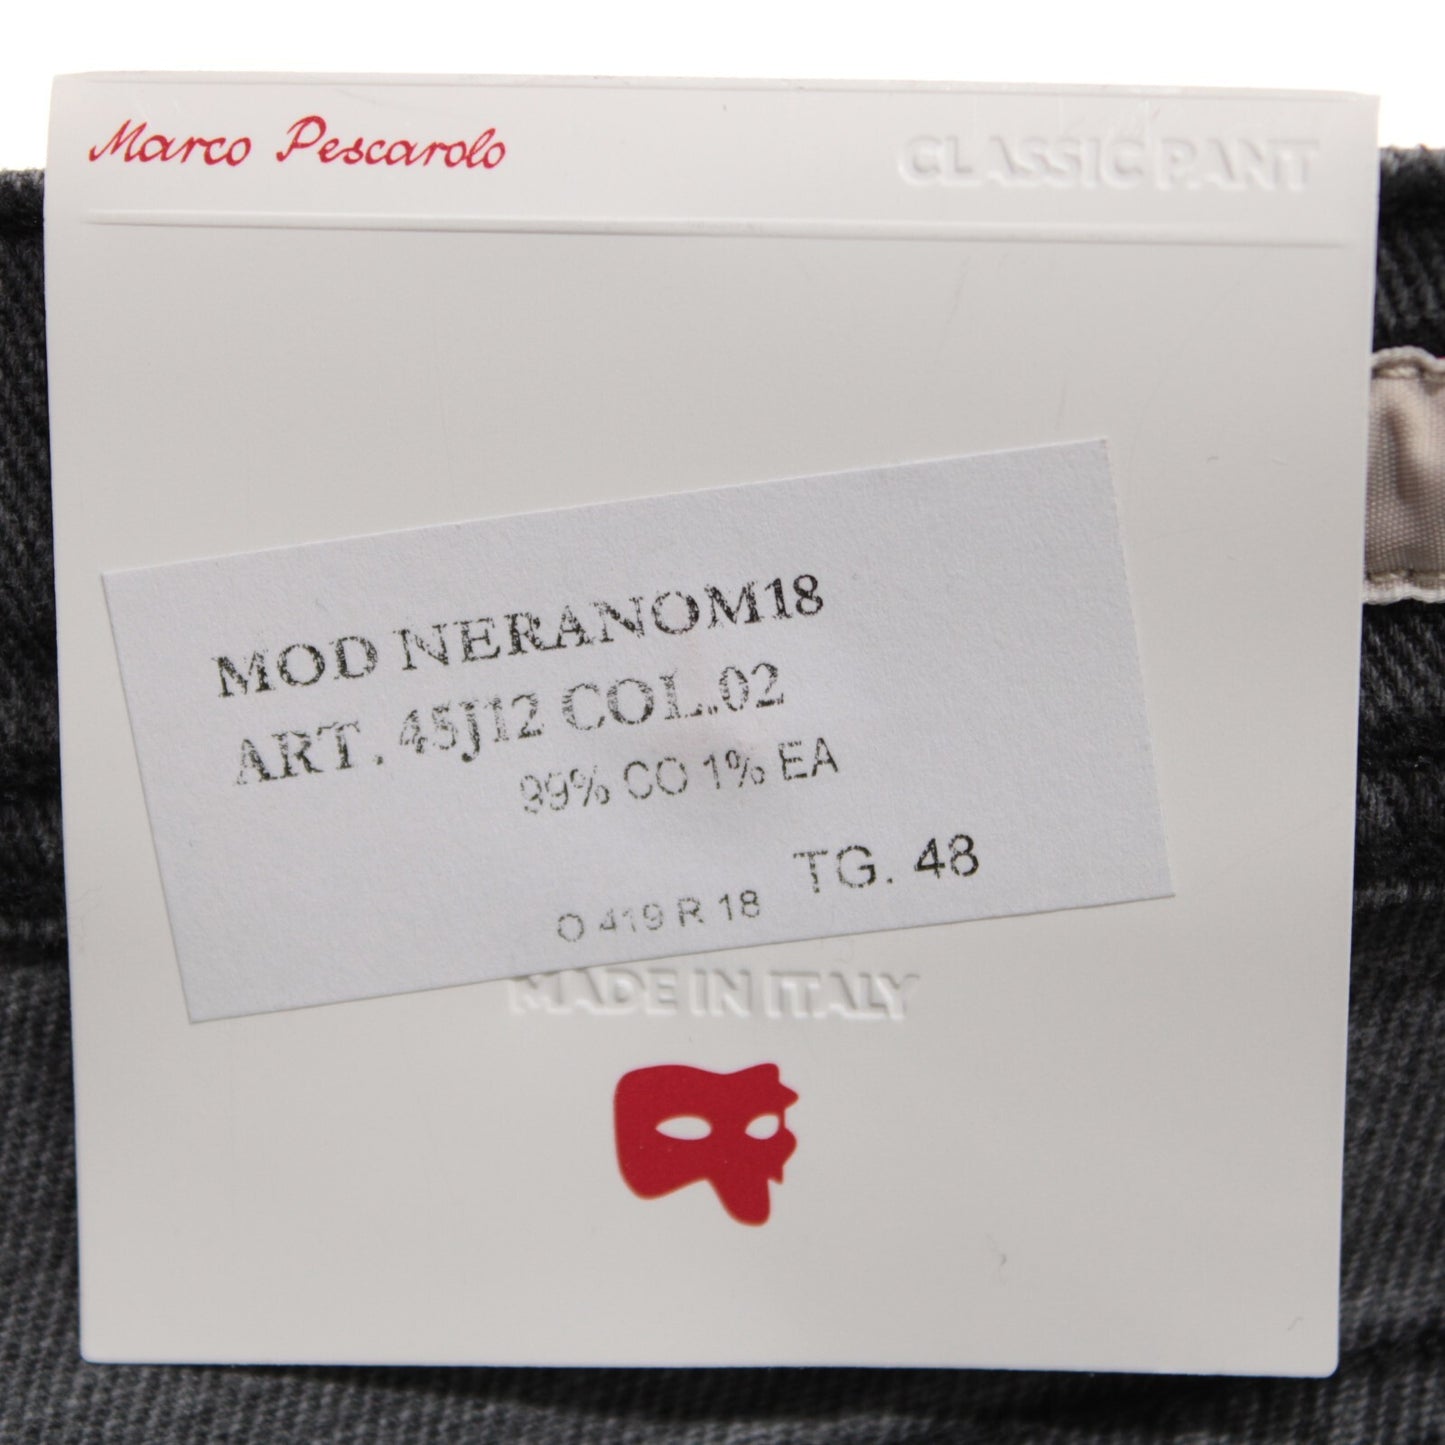 Marco Pescarolo
CLASSIC PANT
MOD NERANOM18
ART. 45J12 COL.02
99% CO 1% EA
TG. 48
O 419 R 18
MADE IN ITALY